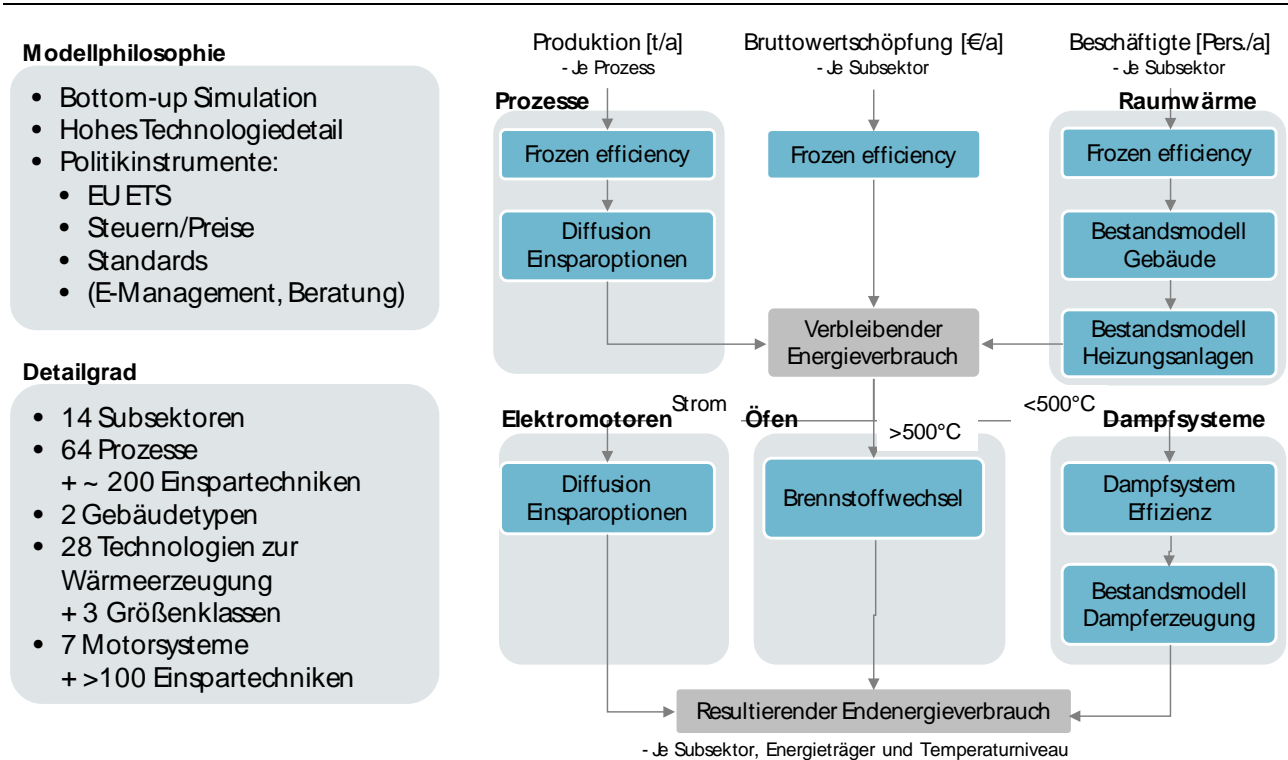 Modellphilosophie
• Bottom-up Simulation
• Hohes Technologiedetail
• Politikinstrumente:
• EU ETS
• Steuern/Preise
• Standards
• (E-Management, Beratung)
Detailgrad
• 14 Subsektoren
• 64 Prozesse
+ ~ 200 Einspartechniken
• 2 Gebäudetypen
• 28 Technologien zur
Wärmeerzeugung
+ 3 Größenklassen
• 7 Motorsysteme
+ >100 Einspartechniken
Produktion [t/a]
- Je Prozess
Bruttowertschöpfung [€/a]
- Je Subsektor
Beschäftigte [Pers./a]
- Je Subsektor
Prozesse
Raumwärme
Frozen efficiency
Frozen efficiency
Frozen efficiency
Diffusion
Einsparoptionen
Bestandsmodell
Gebäude
Verbleibender
Energieverbrauch
Bestandsmodell
Heizungsanlagen
Elektromotoren
Strom
Öfen
>500°C
<500°C
Dampfsysteme
Diffusion
Einsparoptionen
Brennstoffwechsel
Dampfsystem
Effizienz
Bestandsmodell
Dampferzeugung
Resultierender Endenergieverbrauch
- Je Subsektor, Energieträger und Temperaturniveau